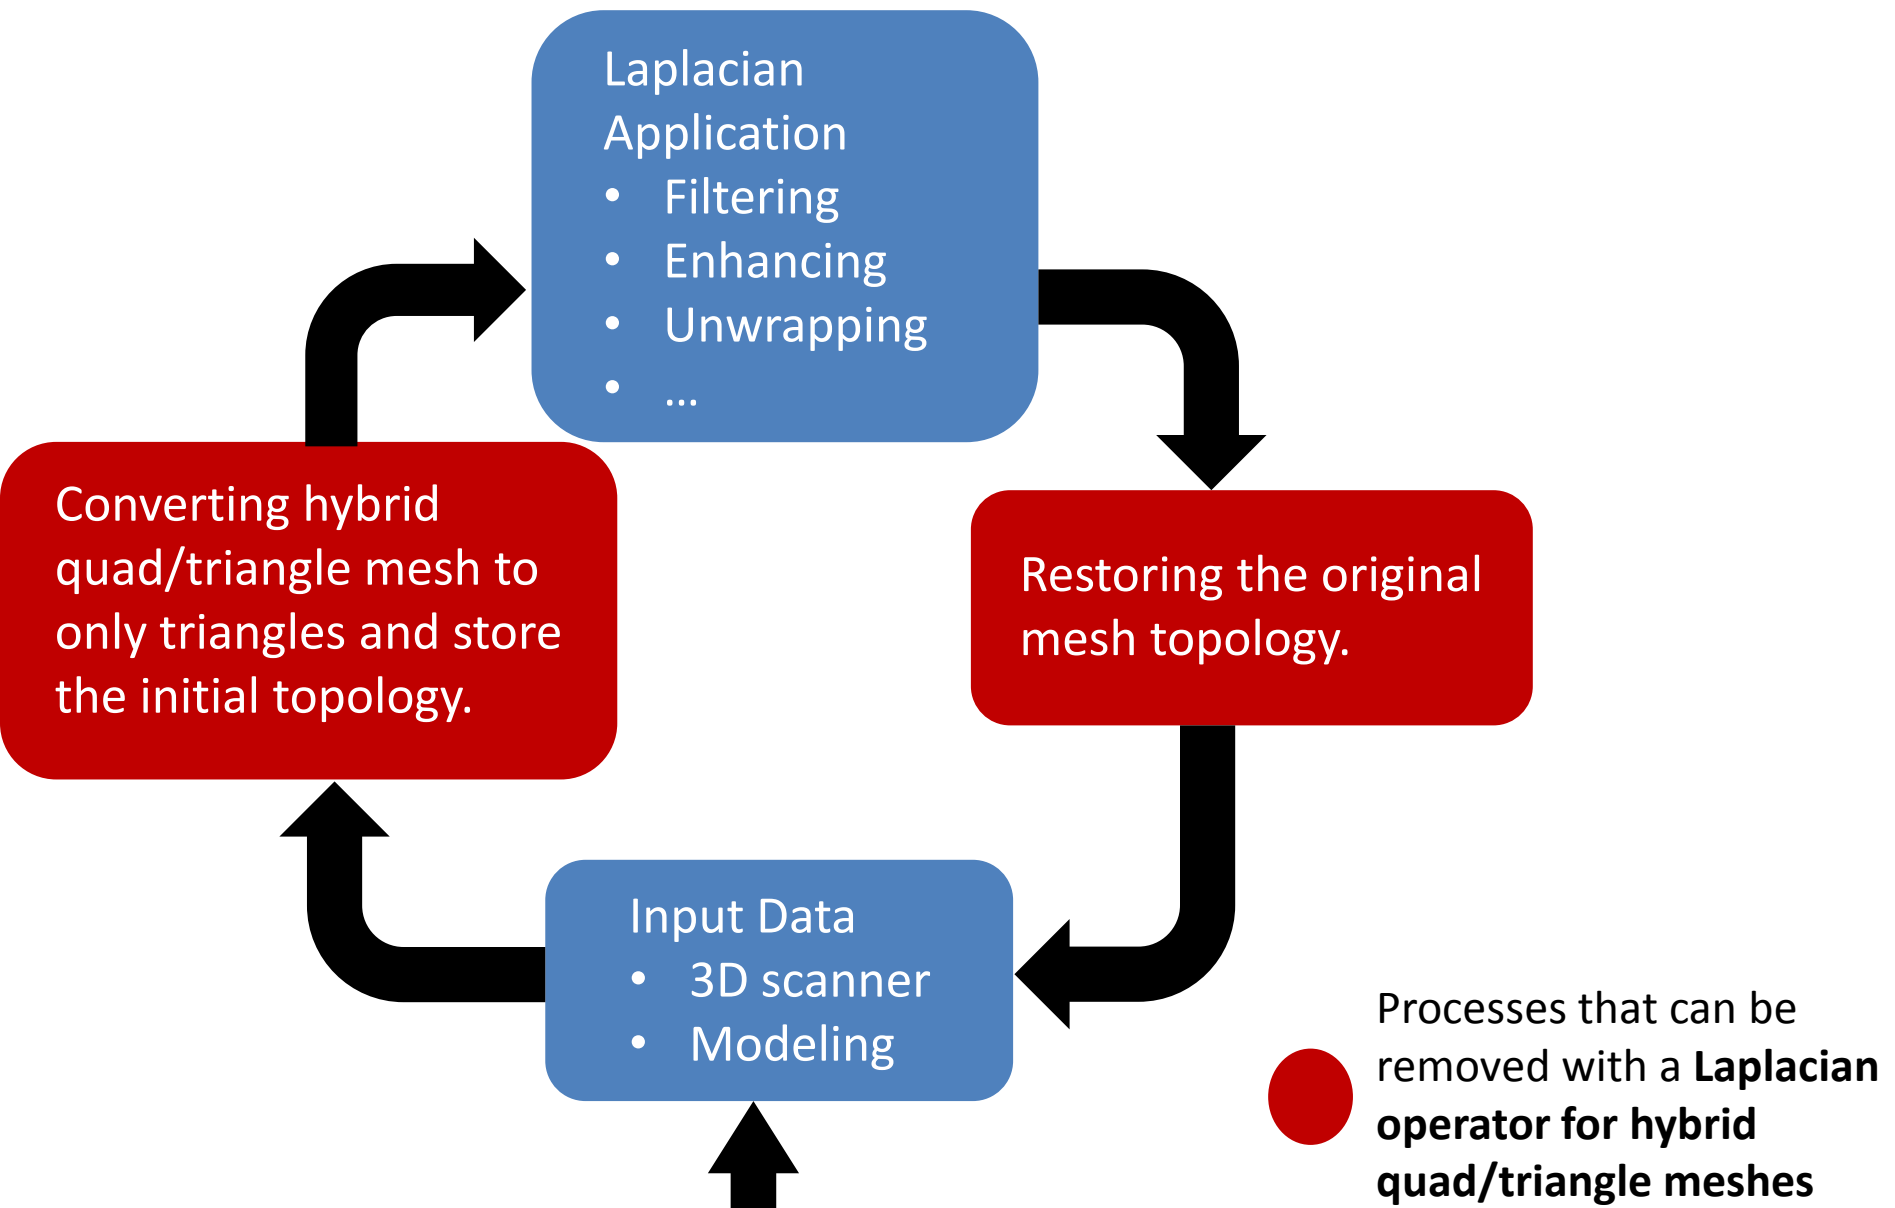 Laplacian
Application
• Filtering
• Enhancing
• Unwrapping
• ...
Converting hybrid
quad/triangle mesh to
only triangles and store
the initial topology.
Restoring the original
mesh topology.
Input Data
• 3D scanner
• Modeling
Processes that can be
removed with a Laplacian
operator for hybrid
quad/triangle meshes